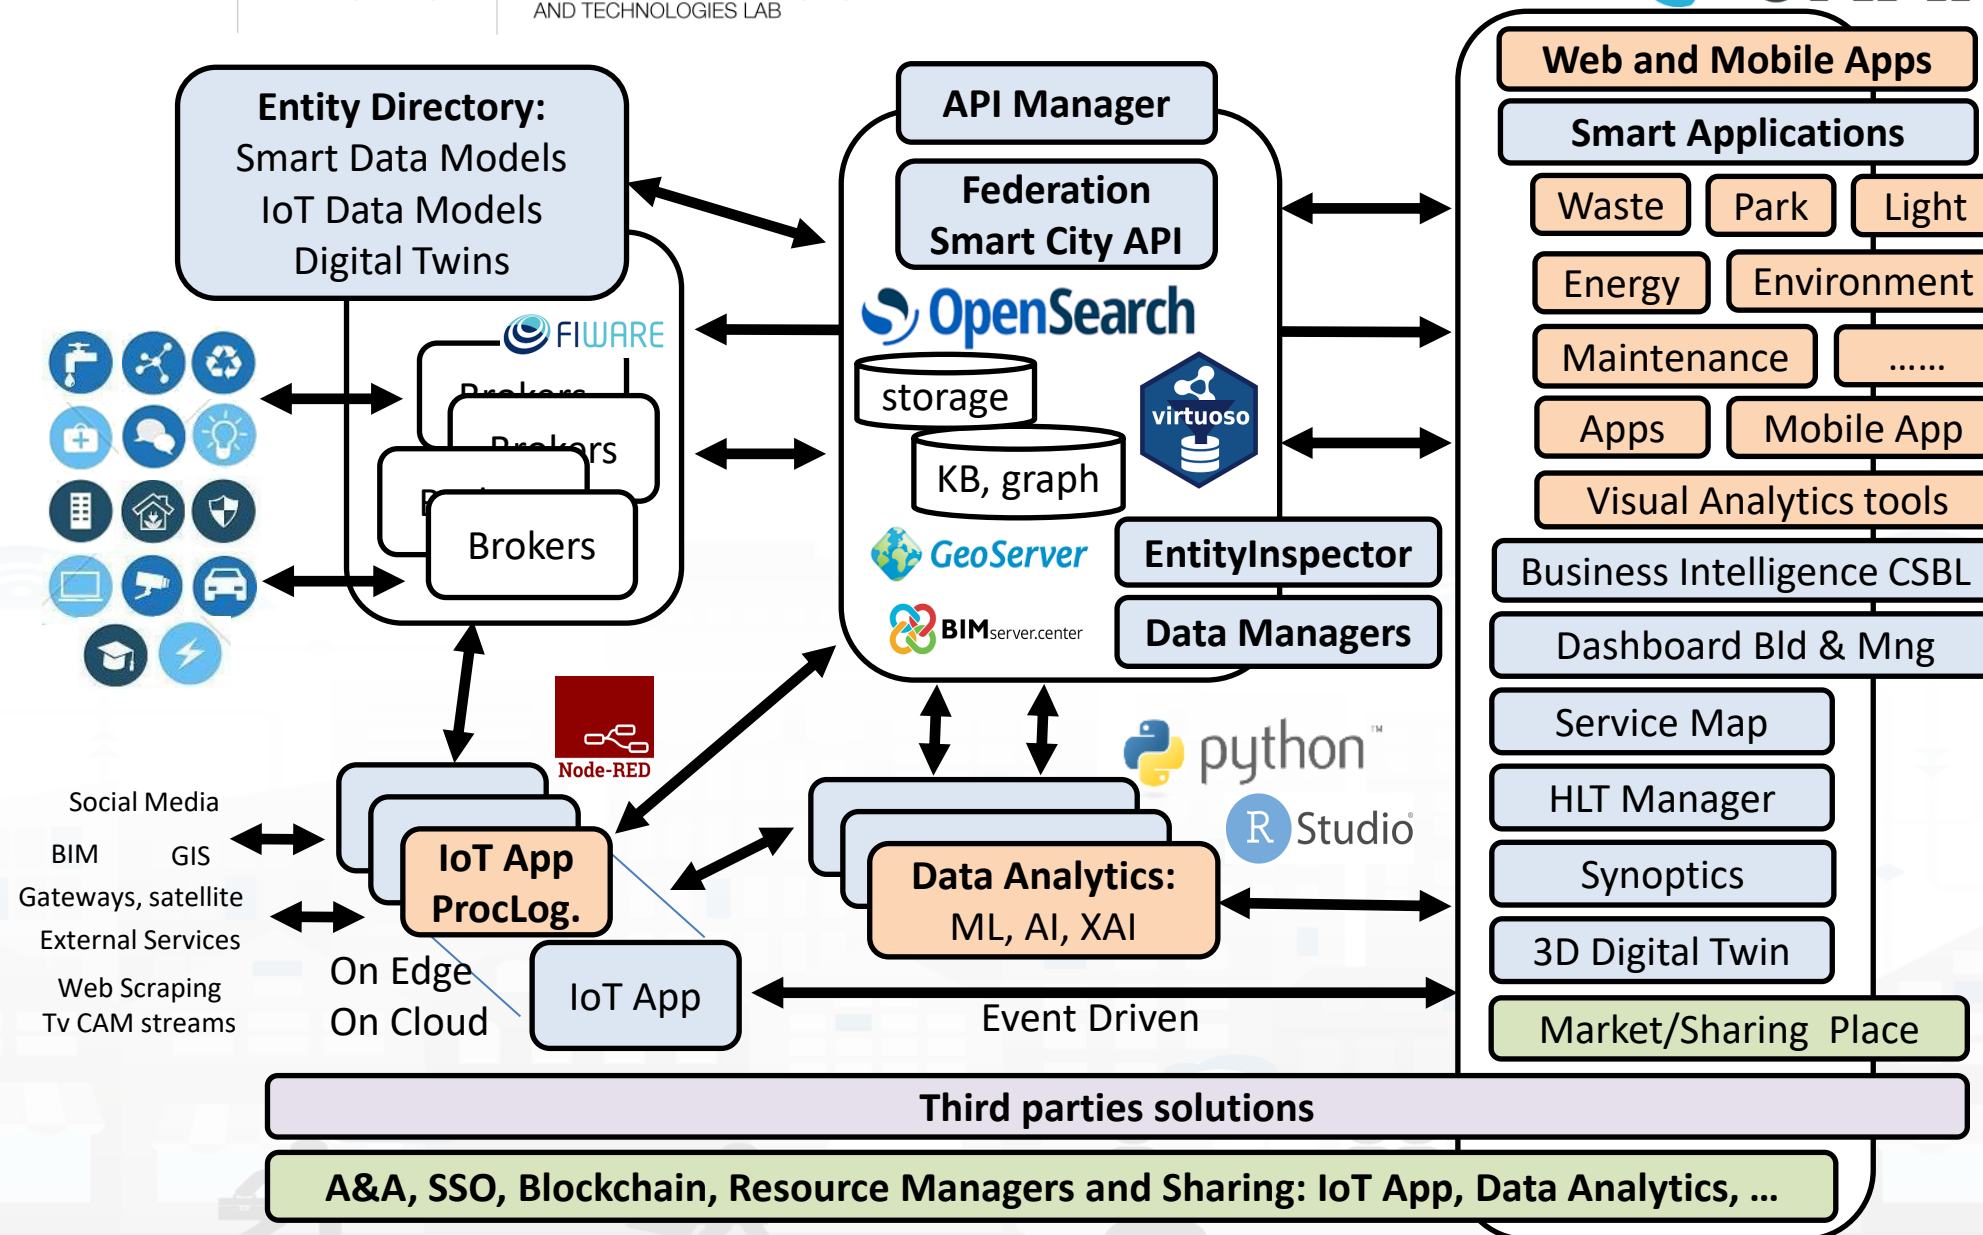 AND TECHNOLOGIES LAB
Entity Directory:
Smart Data Models
IoT Data Models
Digital Twins
FIWARE
Brokers
Brokers
Brokers
API Manager
Federation
Smart City API
OpenSearch
storage
virtuoso
KB, graph
GeoServer
EntityInspector
BIMserver.center
Data Managers
Node-RED
python™
R Studio
Social Media
BIM
GIS
Gateways, satellite
External Services
Web Scraping
Tv CAM streams
IoT App
ProcLog.
On Edge
On Cloud
IoT App
Data Analytics:
ML, AI, XAI
Event Driven
Web and Mobile Apps
Smart Applications
Waste
Park
Light
Energy
Environment
Maintenance
......
Apps
Mobile App
Visual Analytics tools
Business Intelligence CSBL
Dashboard Bld & Mng
Service Map
HLT Manager
Synoptics
3D Digital Twin
Market/Sharing Place
Third parties solutions
A&A, SSO, Blockchain, Resource Managers and Sharing: IoT App, Data Analytics, ...